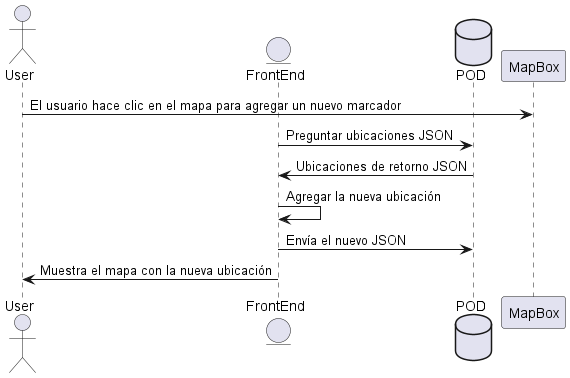 User
FrontEnd
POD
MapBox
El usuario hace clic en el mapa para agregar un nuevo marcador
Preguntar ubicaciones JSON
Ubicaciones de retorno JSON
Agregar la nueva ubicación
Envía el nuevo JSON
Muestra el mapa con la nueva ubicación
User
FrontEnd
POD
MapBox